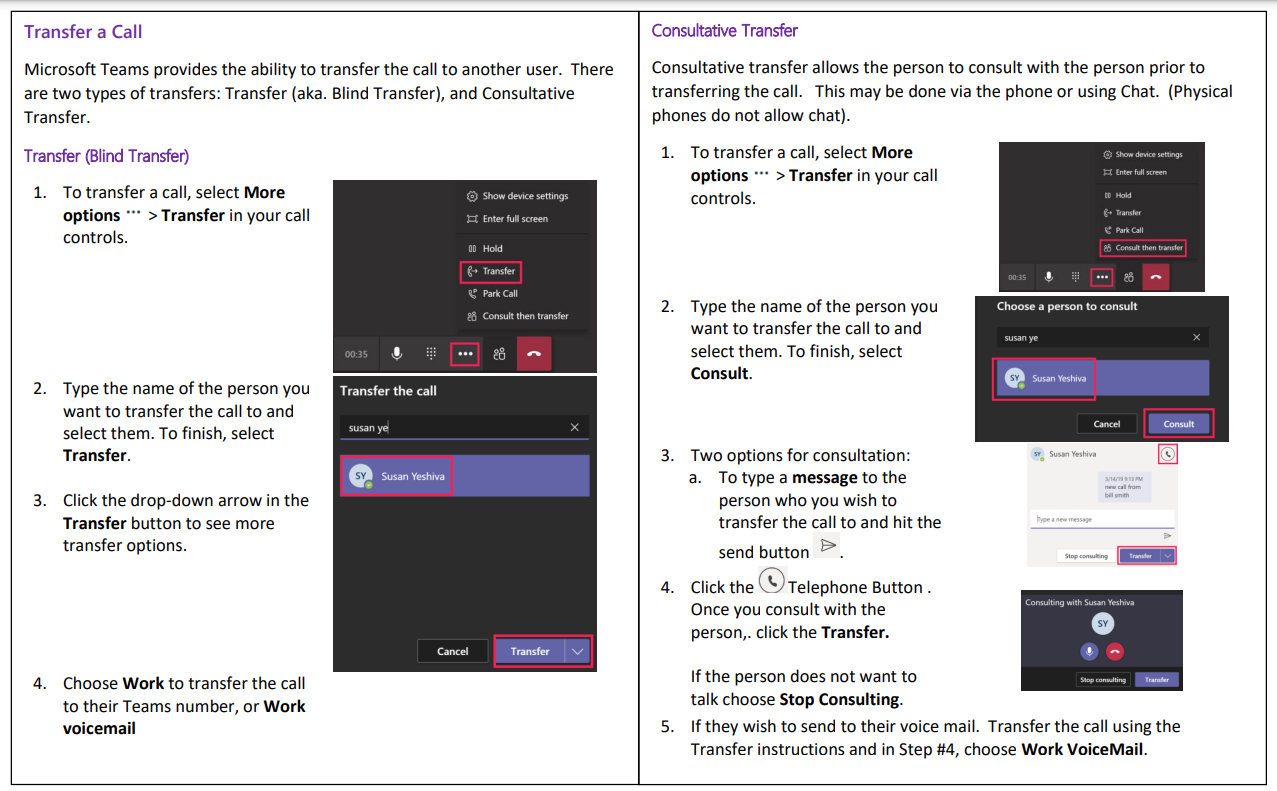 Transfer a Call
Microsoft Teams provides the ability to transfer the call to another user.  There
are two types of transfers: Transfer (aka. Blind Transfer), and Consultative
Transfer.
Transfer (Blind Transfer)
1. To transfer a call, select More
options ··· > Transfer in your call
controls.
Show device settings
Enter full screen
Hold
Transfer
Park Call
Consult then transfer
00:35
2. Type the name of the person you
want to transfer the call to and
select them. To finish, select
Transfer.
3. Click the drop-down arrow in the
Transfer button to see more
transfer options.
Transfer the call
susan ye
SY Susan Yeshiva
Cancel Transfer
4. Choose Work to transfer the call
to their Teams number, or Work
voicemail
Consultative Transfer
Consultative transfer allows the person to consult with the person prior to
transferring the call.  This may be done via the phone or using Chat.  (Physical
phones do not allow chat).
1. To transfer a call, select More
options ··· > Transfer in your call
controls.
Show device settings
Enter full screen
Hold
Transfer
Park Call
Consult then transfer
00:35
2. Type the name of the person you
want to transfer the call to and
select them. To finish, select
Consult.
Choose a person to consult
susan ye
SY Susan Yeshiva
Cancel Consult
3. Two options for consultation:
a. To type a message to the
person who you wish to
transfer the call to and hit the
send button .
SY Susan Yeshiva
3/14/19 9:13 PM
new call from
bill smith
Type a new message
Stop consulting Transfer
4. Click the Telephone Button .
Once you consult with the
person,. click the Transfer.
If the person does not want to
talk choose Stop Consulting.
Consulting with Susan Yeshiva
SY
Stop consulting Transfer
5. If they wish to send to their voice mail.  Transfer the call using the
Transfer instructions and in Step #4, choose Work VoiceMail.